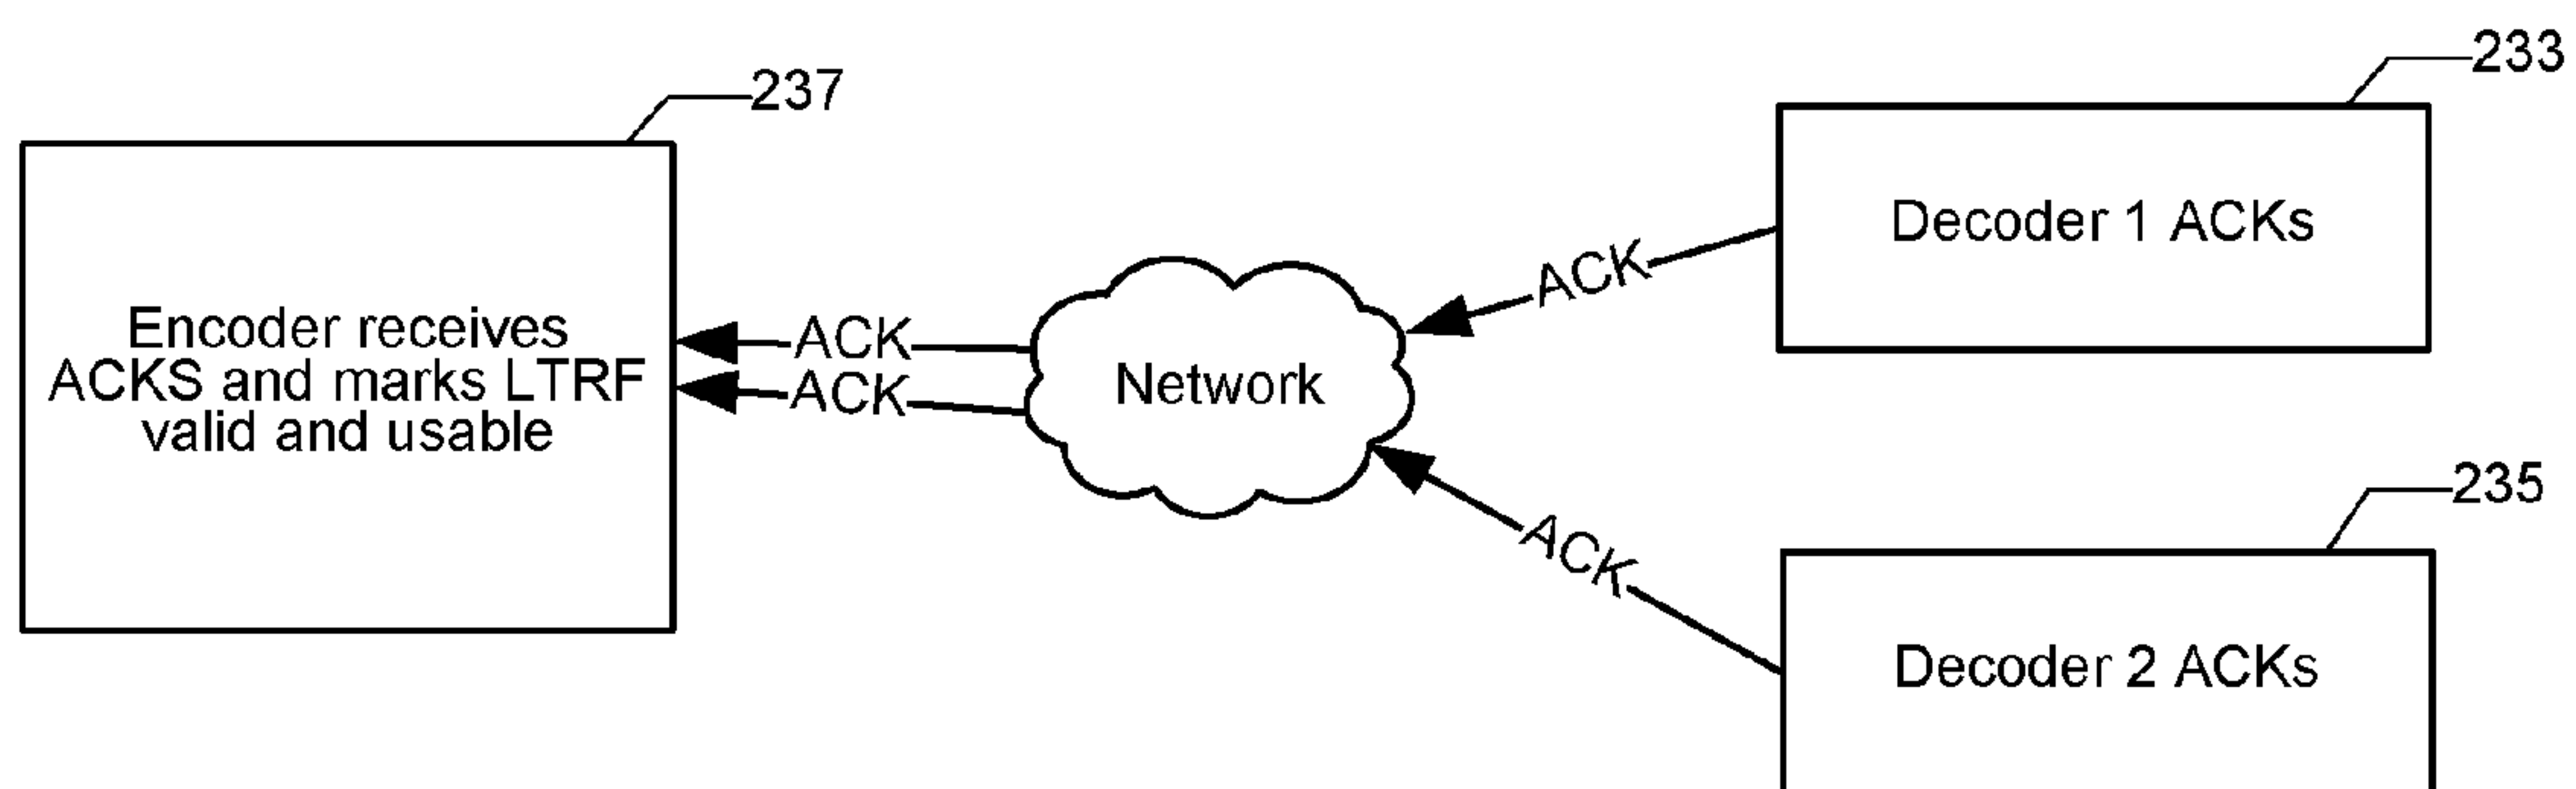 233
237
Decoder 1 ACKs
ACK
Encoder receives
ACKS and marks LTRF
valid and usable
ACK
ACK
Network
235
ACK
Decoder 2 ACKs